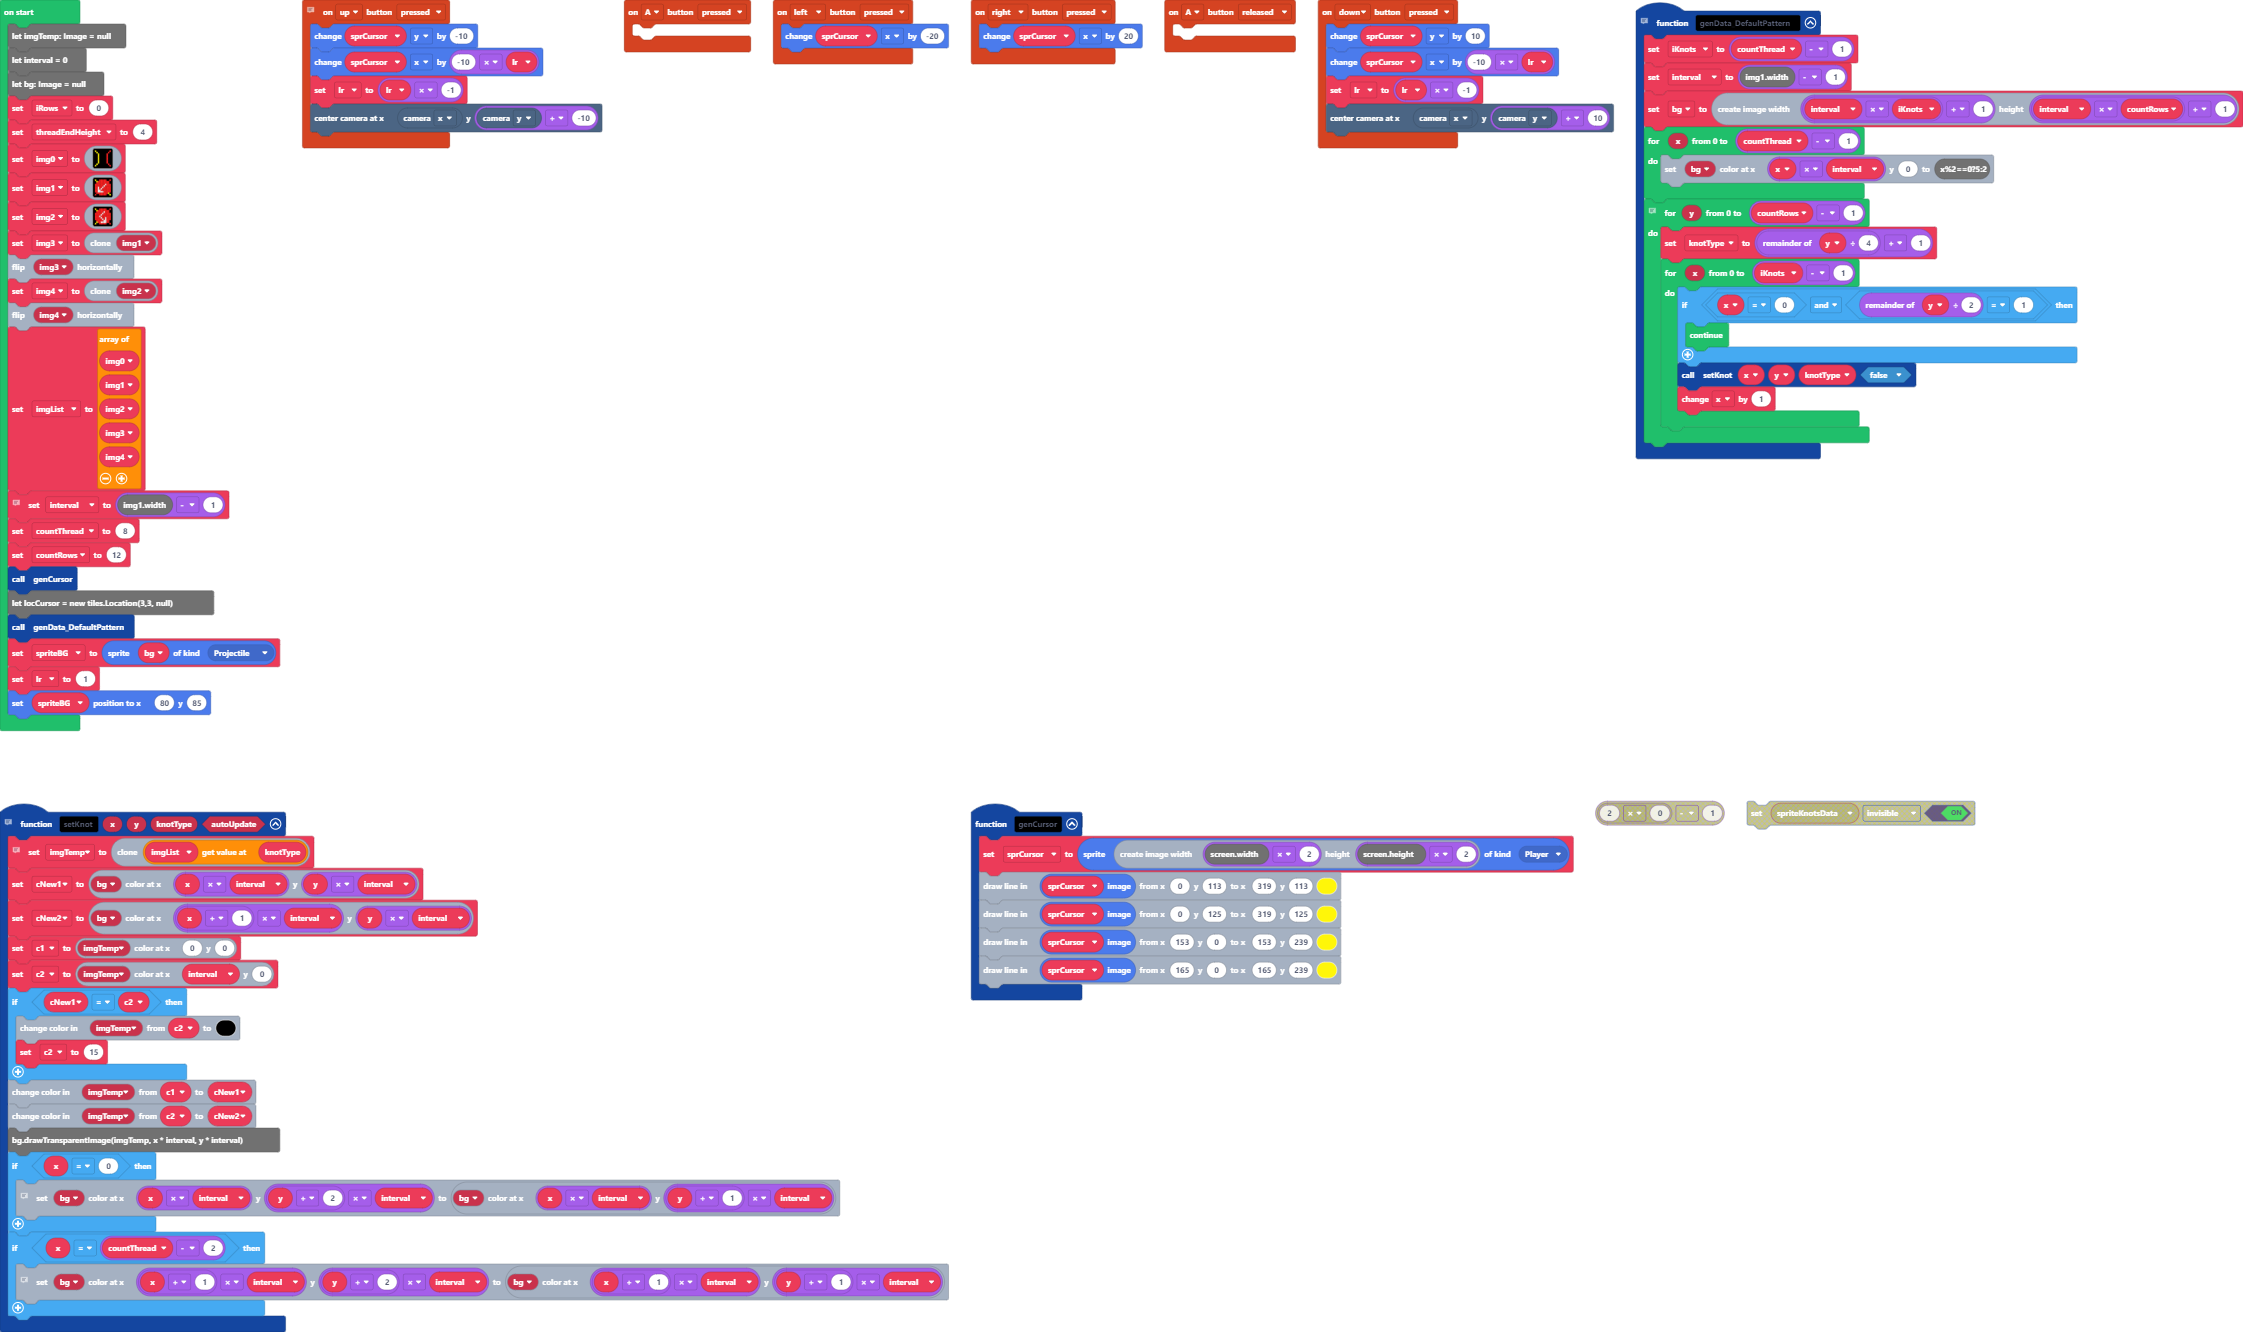 on start
let imgTemp: Image = null
let interval = 0
let bg: Image = null
set iRows to 0
set threadEndHeight to 4
set img0 to
set img1 to
set img2 to
set img3 to clone img1
flip img3 horizontally
set img4 to clone img2
flip img4 horizontally
set imgList to array of
img0
img1
img2
img3
img4
set interval to img1.width - 1
set countThread to 8
set countRows to 12
call genCursor
let locCursor = new tiles.Location(3,3, null)
call genData_DefaultPattern
set spriteBG to sprite bg of kind Projectile
set lr to 1
set spriteBG position to x 80 y 85
on up button pressed
change sprCursor y by -10
change sprCursor x by -10 × lr
set lr to lr × -1
center camera at x camera x y camera y + -10
on A button pressed
on left button pressed
change sprCursor x by -20
on right button pressed
change sprCursor x by 20
on A button released
on down button pressed
change sprCursor y by 10
change sprCursor x by -10 × lr
set lr to lr × -1
center camera at x camera x y camera y + 10
function genData_DefaultPattern
set iKnots to countThread - 1
set interval to img1.width - 1
set bg to create image width interval × iKnots + 1 height interval × countRows + 1
for x from 0 to countThread - 1
do
set bg color at x x × interval y 0 to x%2==0?5:2
for y from 0 to countRows - 1
do
set knotType to remainder of y ÷ 4 + 1
for x from 0 to iKnots - 1
do
if x = 0 and remainder of y ÷ 2 = 1 then
continue
call setKnot x y knotType false
change x by 1
function setKnot x y knotType autoUpdate
set imgTemp to clone imgList get value at knotType
set cNew1 to bg color at x x × interval y y × interval
set cNew2 to bg color at x x + 1 × interval y y × interval
set c1 to imgTemp color at x 0 y 0
set c2 to imgTemp color at x interval y 0
if cNew1 = c2 then
change color in imgTemp from c2 to
set c2 to 15
change color in imgTemp from c1 to cNew1
change color in imgTemp from c2 to cNew2
bg.drawTransparentImage(imgTemp, x * interval, y * interval)
if x = 0 then
set bg color at x x × interval y y + 2 × interval to bg color at x x × interval y y + 1 × interval
if x = countThread - 2 then
set bg color at x x + 1 × interval y y + 2 × interval to bg color at x x + 1 × interval y y + 1 × interval
function genCursor
set sprCursor to sprite create image width screen.width × 2 height screen.height × 2 of kind Player
draw line in sprCursor image from x 0 y 113 to x 319 y 113
draw line in sprCursor image from x 0 y 125 to x 319 y 125
draw line in sprCursor image from x 153 y 0 to x 153 y 239
draw line in sprCursor image from x 165 y 0 to x 165 y 239
2 × 0 - 1
set spriteKnotsData invisible ON